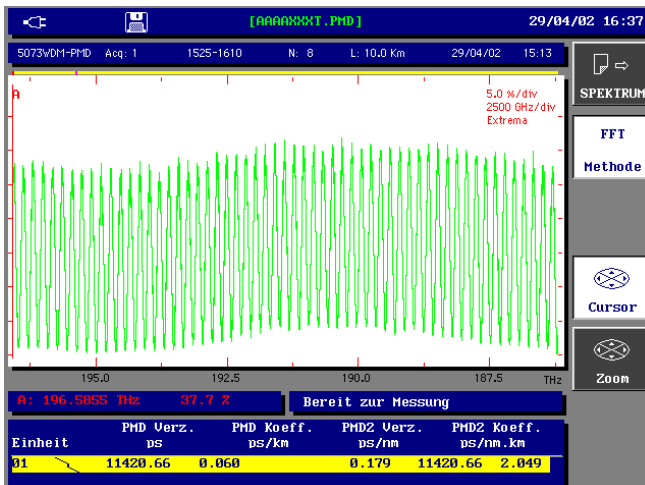 [AAAAXXXT.PMD] 29/04/02 16:37
5073WDM-PMD Acq: 1 1525-1610 N: 8 L: 10.0 Km 29/04/02 15:13
SPEKTRUM
A
5.0 %/div
2500 GHz/div
Extrema
FFT
Methode
Cursor
Zoom
195.0 192.5 190.0 187.5 THz
A: 196.5855 THz 37.7 % Bereit zur Messung
PMD Verz. PMD Koeff. PMD2 Verz. PMD2 Koeff.
Einheit ps ps/km ps/nm ps/nm.km
01 11420.66 0.060 0.179 11420.66 2.049